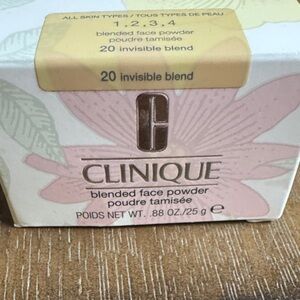 ALL SKIN TYPES / TOUS TYPES DE PEAU
1, 2, 3, 4
blended face powder
poudre tamisée
20 invisible blend
20 invisible blend
CLINIQUE
blended face powder
poudre tamisée
POIDS NET WT. .88 OZ./25 g ℮